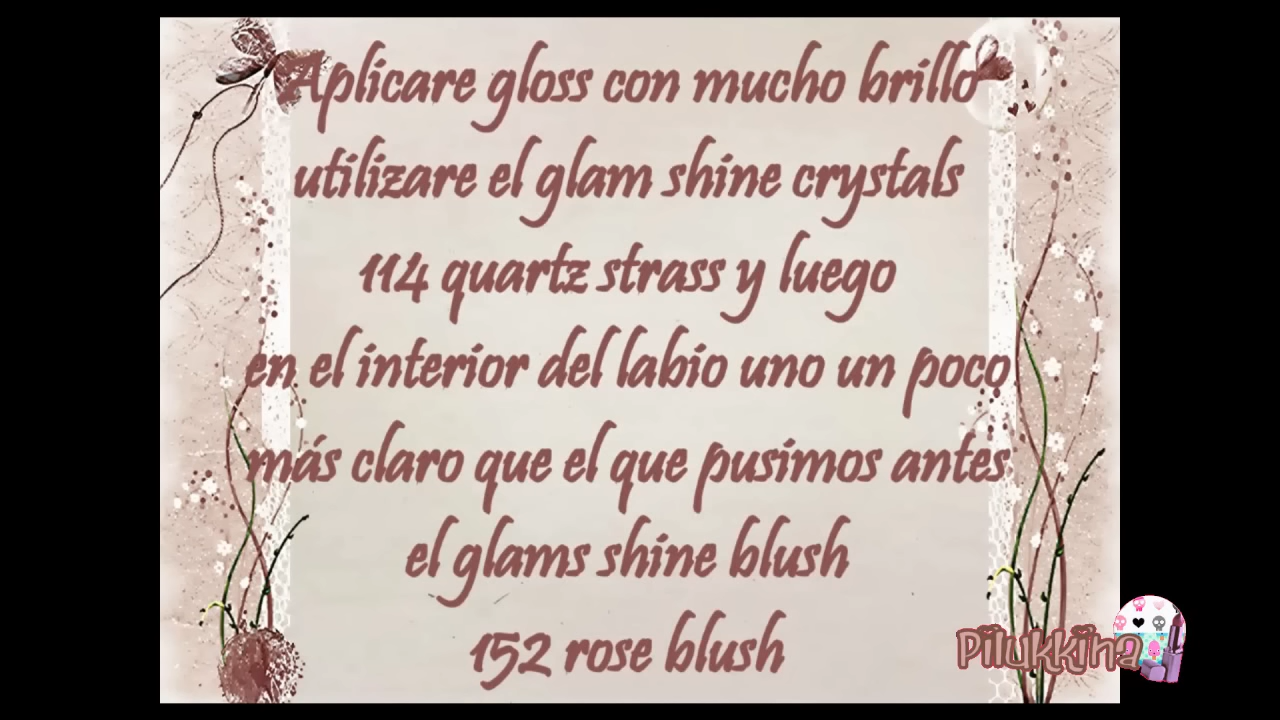 Aplicare gloss con mucho brillo
utilizare el glam shine crystals
114 quartz strass y luego
en el interior del labio uno un poco
más claro que el que pusimos antes
el glams shine blush
152 rose blush
Pilukkina